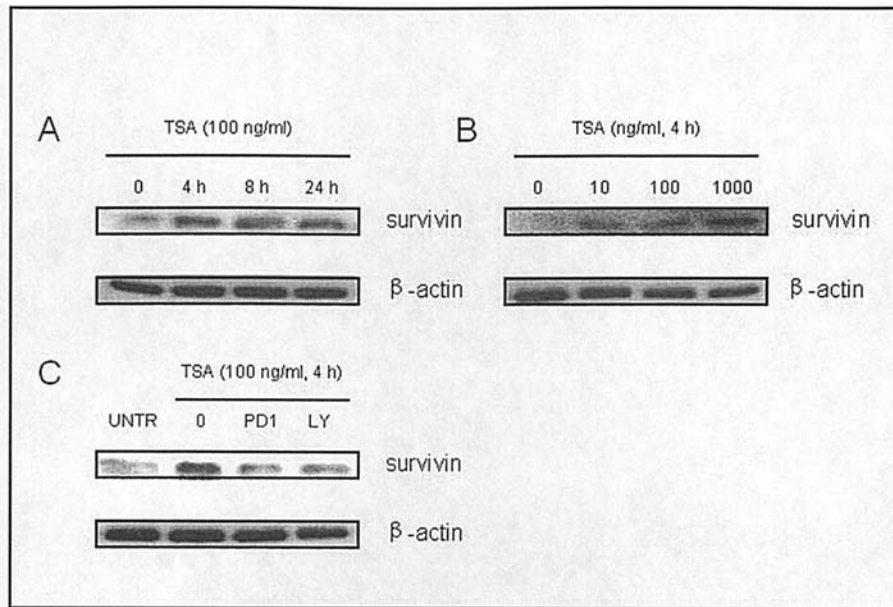 A
TSA (100 ng/ml)
0 4 h 8 h 24 h
survivin
β-actin
B
TSA (ng/ml, 4 h)
0 10 100 1000
survivin
β-actin
C
TSA (100 ng/ml, 4 h)
UNTR 0 PD1 LY
survivin
β-actin